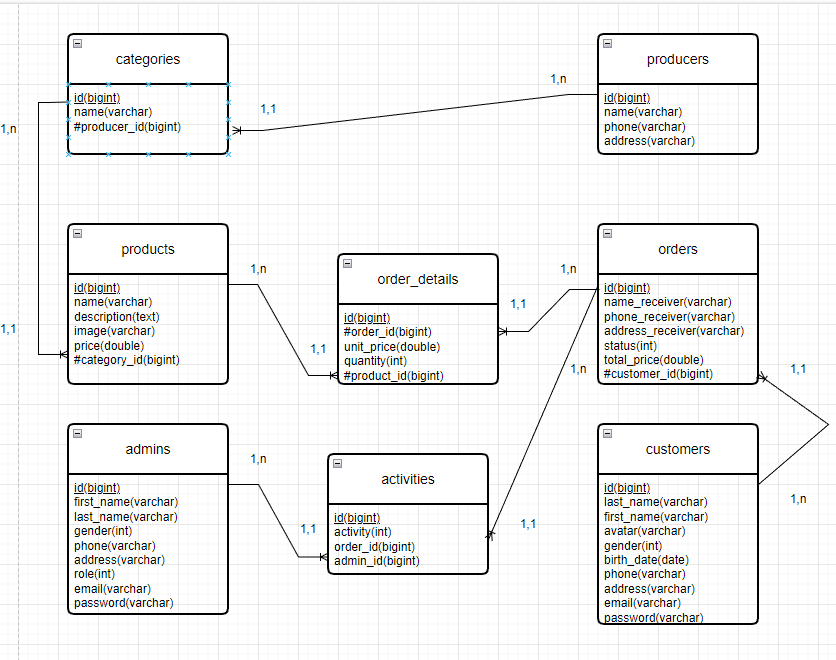 categories
id(bigint)
name(varchar)
#producer_id(bigint)
producers
id(bigint)
name(varchar)
phone(varchar)
address(varchar)
1,n
1,1
1,n
1,1
products
id(bigint)
name(varchar)
description(text)
image(varchar)
price(double)
#category_id(bigint)
1,n
1,1
order_details
id(bigint)
#order_id(bigint)
unit_price(double)
quantity(int)
#product_id(bigint)
1,n
1,1
orders
id(bigint)
name_receiver(varchar)
phone_receiver(varchar)
address_receiver(varchar)
status(int)
total_price(double)
#customer_id(bigint)
1,n
1,1
1,1
1,n
admins
id(bigint)
first_name(varchar)
last_name(varchar)
gender(int)
phone(varchar)
address(varchar)
role(int)
email(varchar)
password(varchar)
1,n
1,1
activities
id(bigint)
activity(int)
order_id(bigint)
admin_id(bigint)
customers
id(bigint)
last_name(varchar)
first_name(varchar)
avatar(varchar)
gender(int)
birth_date(date)
phone(varchar)
address(varchar)
email(varchar)
password(varchar)